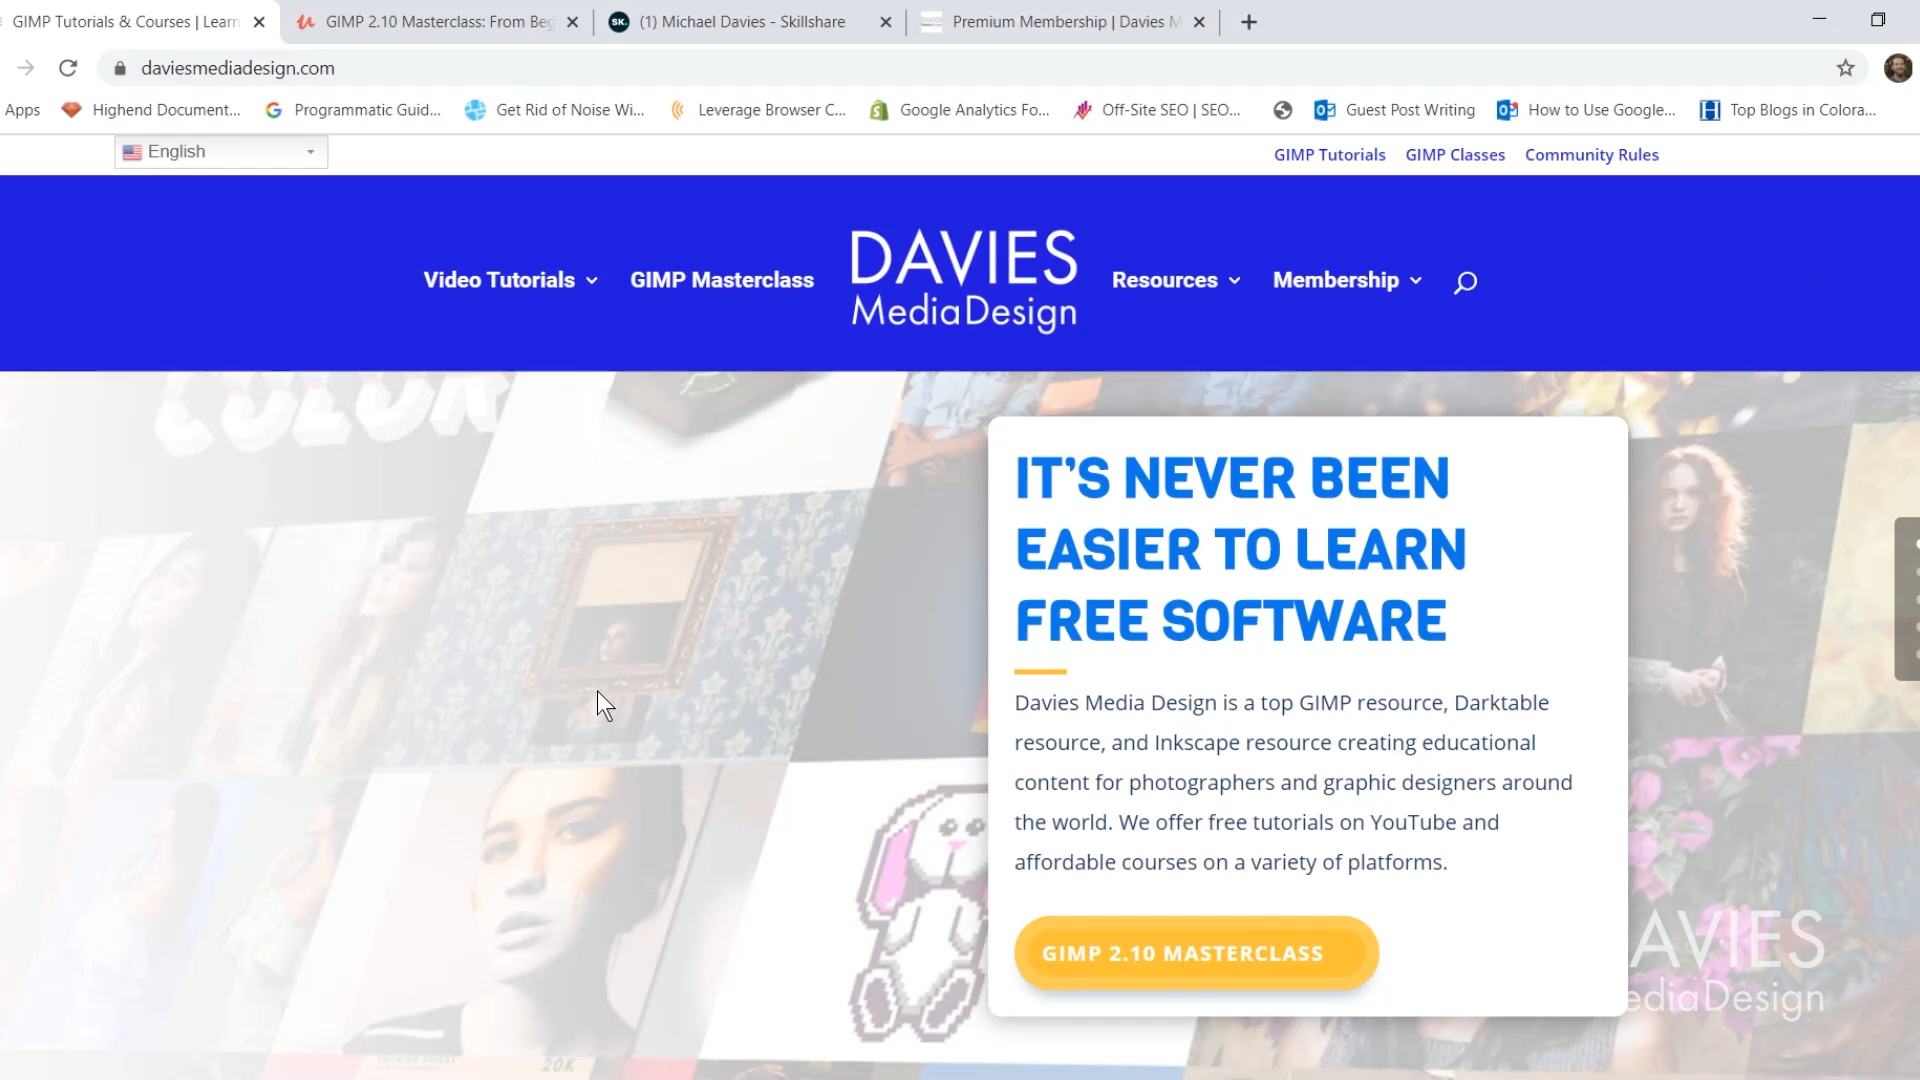 GIMP Tutorials & Courses | Learn
GIMP 2.10 Masterclass: From Beg
SK.
(1) Michael Davies - Skillshare
Premium Membership | Davies M
daviesmediadesign.com
Apps
Highend Document...
Programmatic Guid...
Get Rid of Noise Wi...
Leverage Browser C...
Google Analytics Fo...
Off-Site SEO | SEO...
Guest Post Writing
How to Use Google...
Top Blogs in Colora...
English
GIMP Tutorials
GIMP Classes
Community Rules
Video Tutorials
GIMP Masterclass
DAVIES
MediaDesign
Resources
Membership
COLOR
IT'S NEVER BEEN
EASIER TO LEARN
FREE SOFTWARE
Davies Media Design is a top GIMP resource, Darktable
resource, and Inkscape resource creating educational
content for photographers and graphic designers around
the world. We offer free tutorials on YouTube and
affordable courses on a variety of platforms.
GIMP 2.10 MASTERCLASS
AVIES
ediaDesign
20K